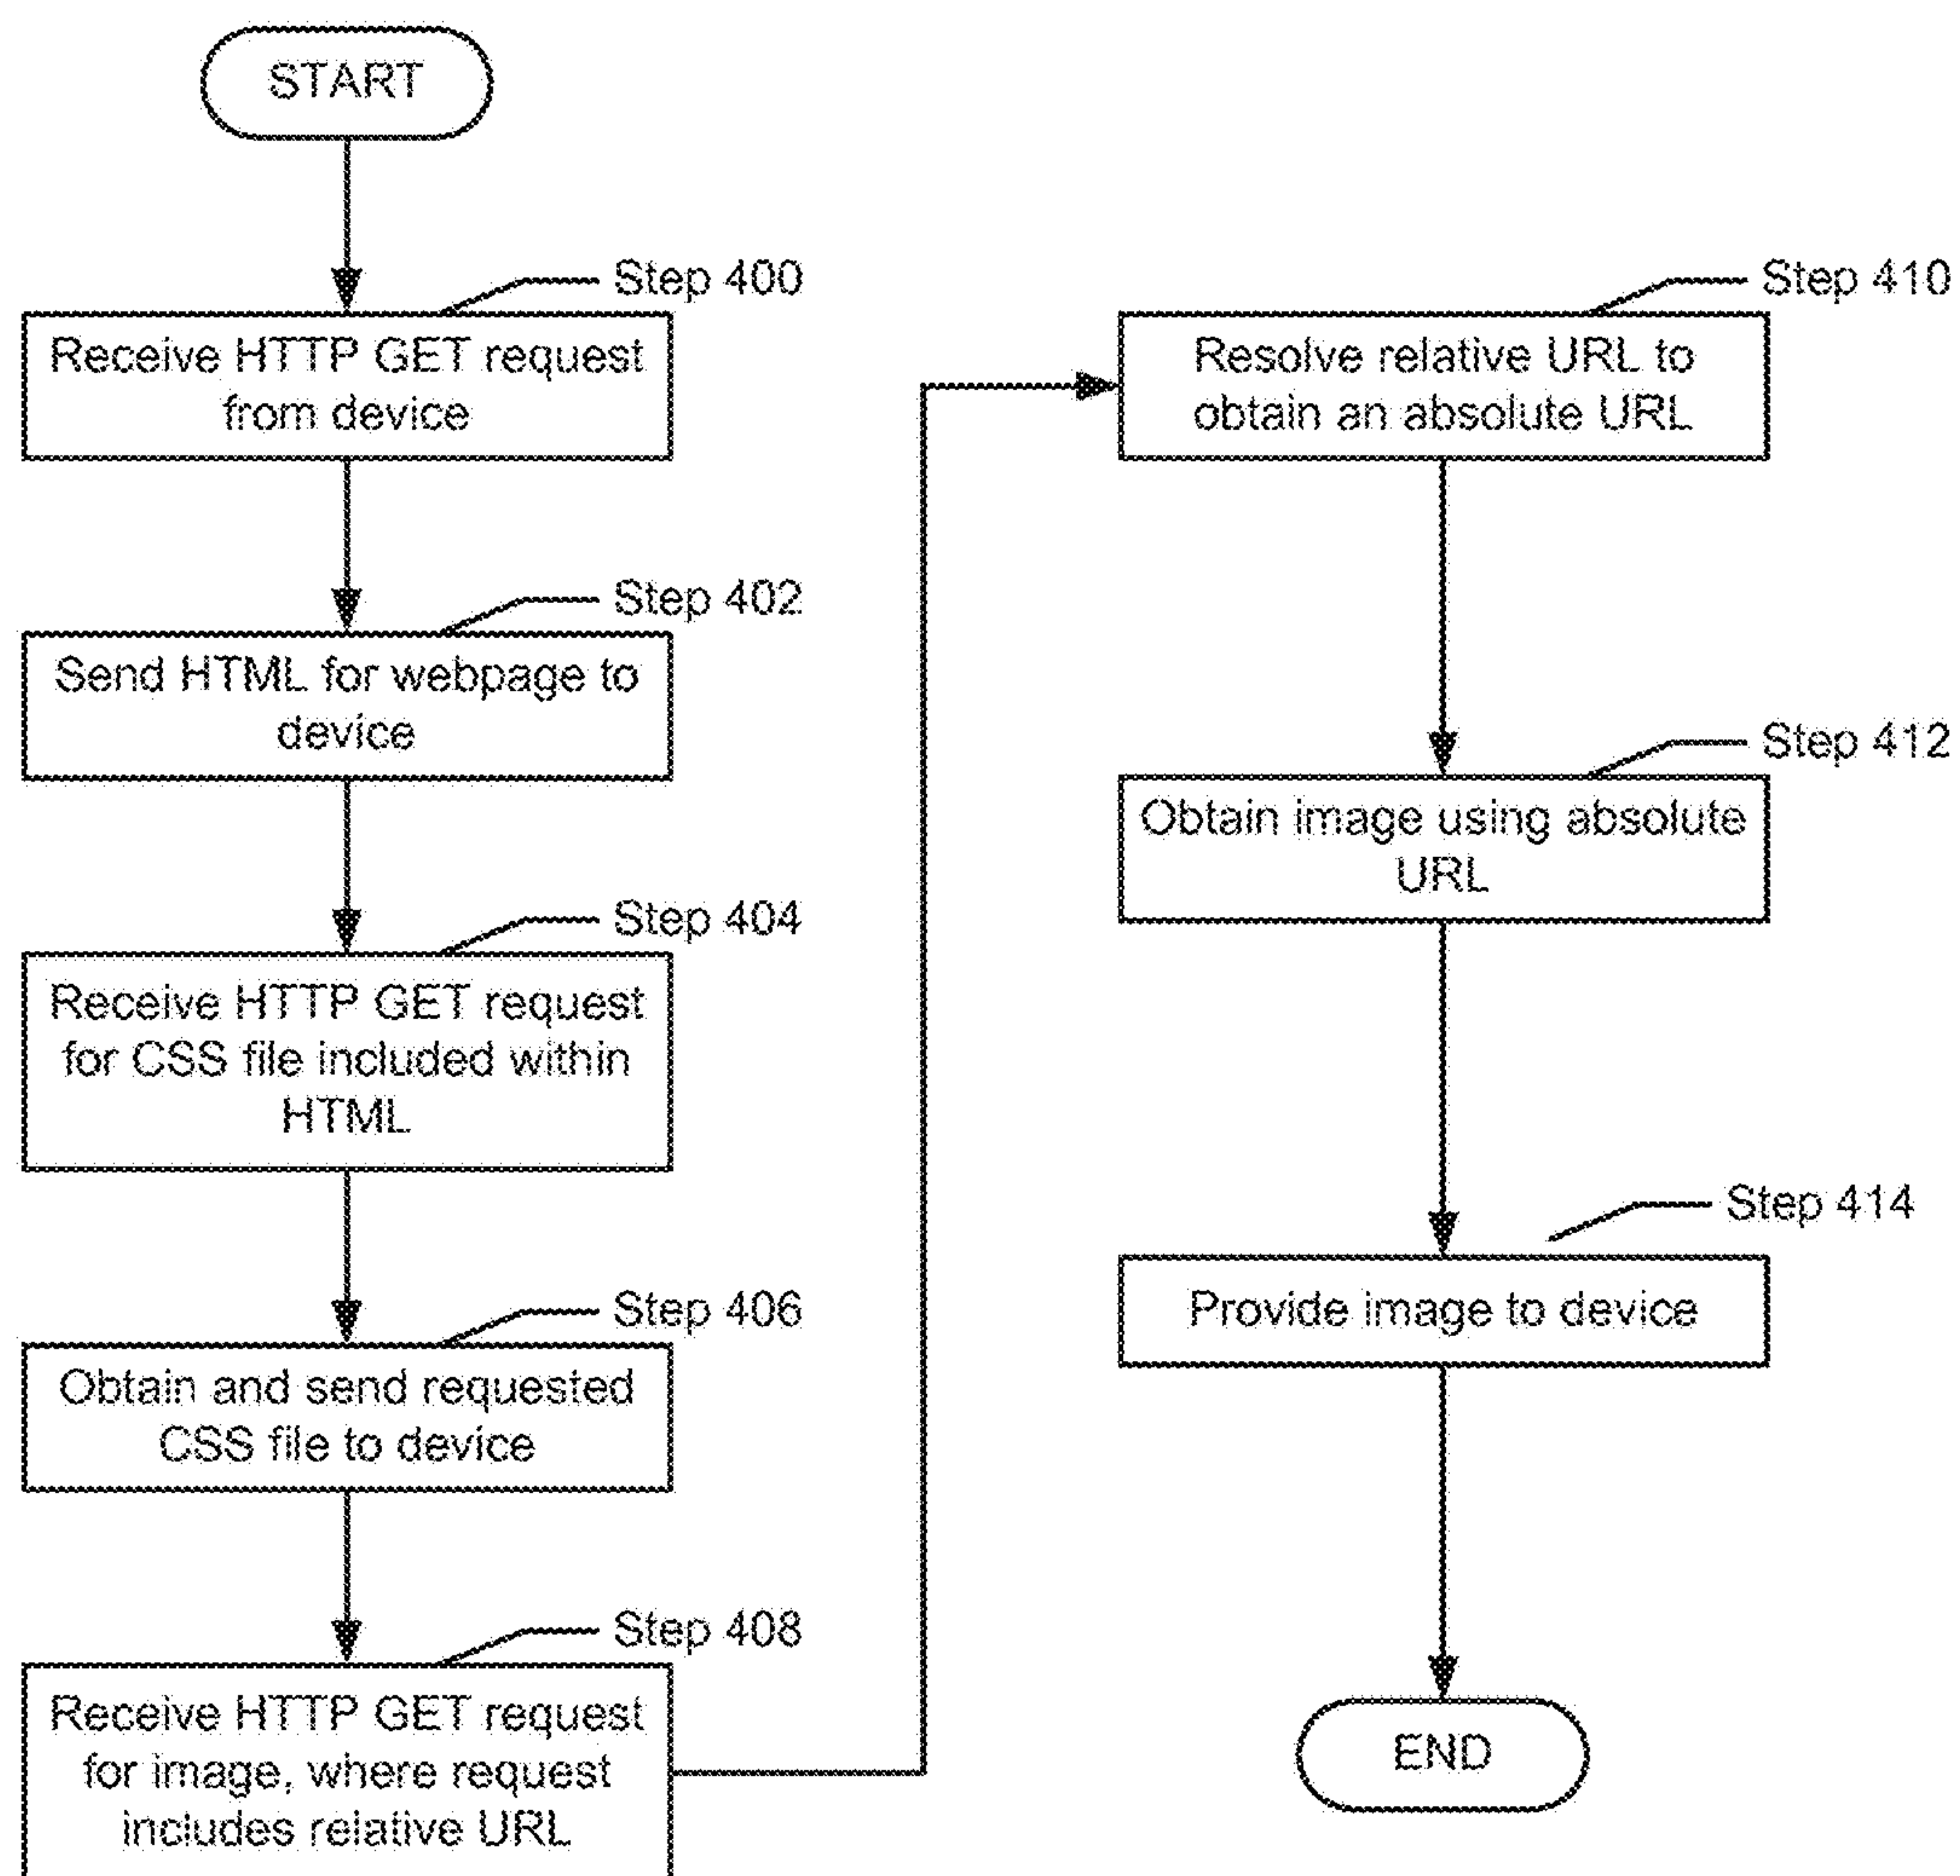 START
Step 400
Receive HTTP GET request
from device
Step 402
Send HTML for webpage to
device
Step 404
Receive HTTP GET request
for CSS file included within
HTML
Step 406
Obtain and send requested
CSS file to device
Step 408
Receive HTTP GET request
for image, where request
includes relative URL
Step 410
Resolve relative URL to
obtain an absolute URL
Step 412
Obtain image using absolute
URL
Step 414
Provide image to device
END